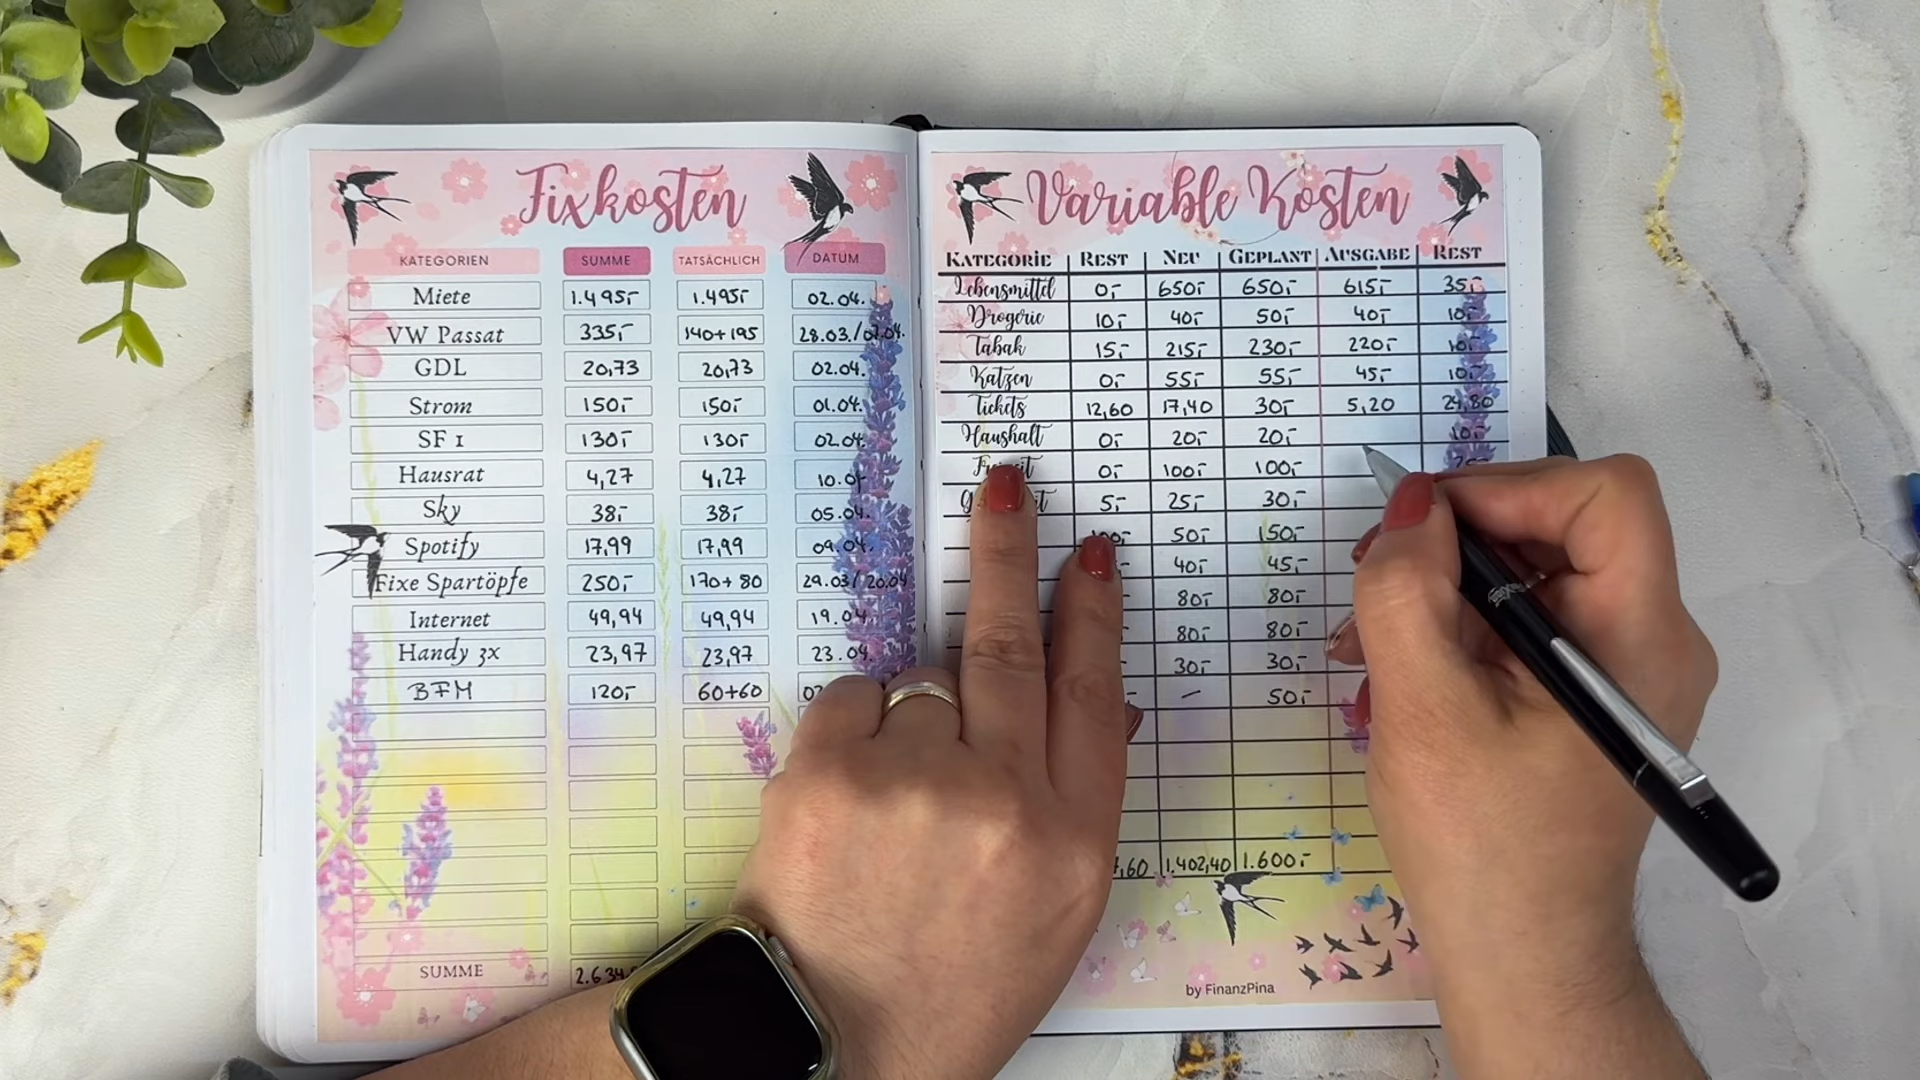 Fixkosten
KATEGORIEN SUMME TATSÄCHLICH DATUM
Miete 1.495,- 1.495,- 02.04.
VW Passat 335,- 140+195 28.03./02.04.
GDL 20,73 20,73 02.04.
Strom 150,- 150,- 01.04.
SF 1 130,- 130,- 02.04.
Hausrat 4,27 4,27 10.04
Sky 38,- 38,- 05.04.
Spotify 17,99 17,99 09.04.
Fixe Spartöpfe 250,- 170+ 80 29.03/ 20.04
Internet 49,94 49,94 19.04
Handy 3x 23,97 23,97 23.04.
BFM 120,- 60+60
SUMME
Variable Kosten
KATEGORIE REST NEU GEPLANT AUSGABE REST
Lebensmittel 0,- 650,- 650,- 615,- 35,-
Drogerie 10,- 40,- 50,- 40,- 10,-
Tabak 15,- 215,- 230,- 220,- 10,-
Katzen 0,- 55,- 55,- 45,- 10,-
Tickets 12,60 17,40 30,- 5,20 24,80
Haushalt 0,- 20,- 20,- 10,-
0,- 100,- 100,-
5,- 25,- 30,-
50,- 150,-
40,- 45,-
80,- 80,-
80,- 80,-
30,- 30,-
- 50,-
1.402,40 1.600,-
by FinanzPina